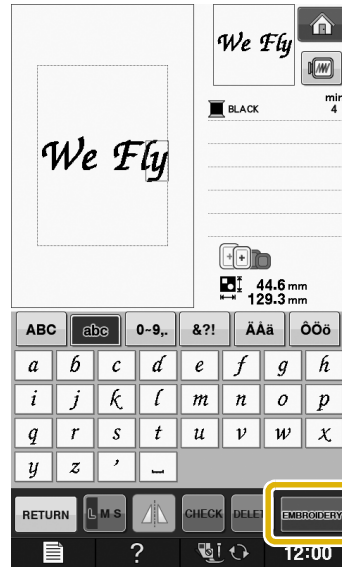 We Fly
We Fly
BLACK
min
4
44.6 mm
129.3 mm
ABC abc 0~9,. &?! ÄÅä ÔÖö
a b c d e f g h
i j k l m n o p
q r s t u v w x
y z ’ ⎵
RETURN L M S CHECK DELE EMBROIDERY
? 12:00